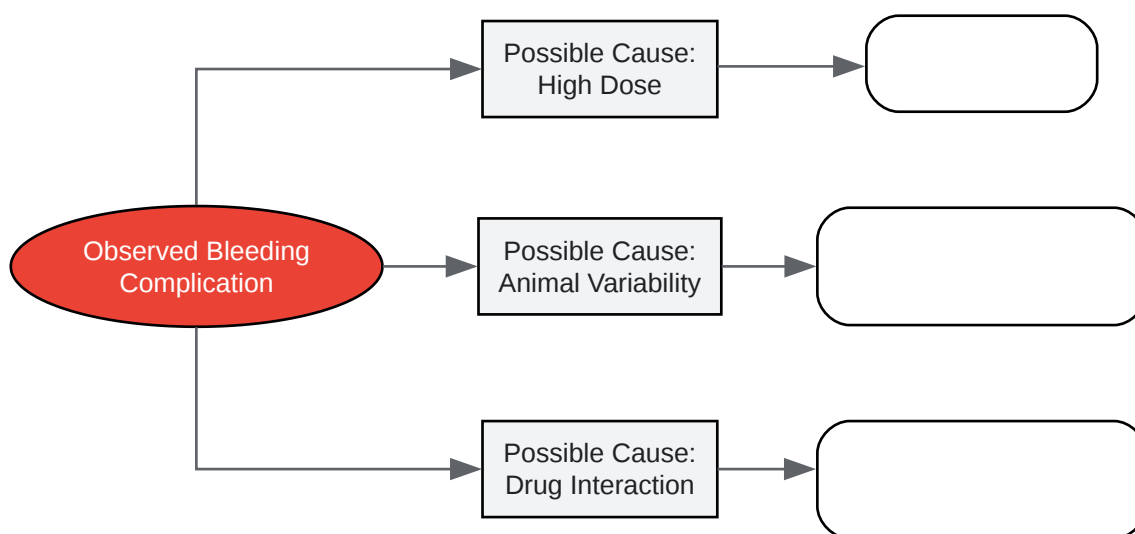 Possible Cause:
High Dose
Observed Bleeding
Complication
Possible Cause:
Animal Variability
Possible Cause:
Drug Interaction